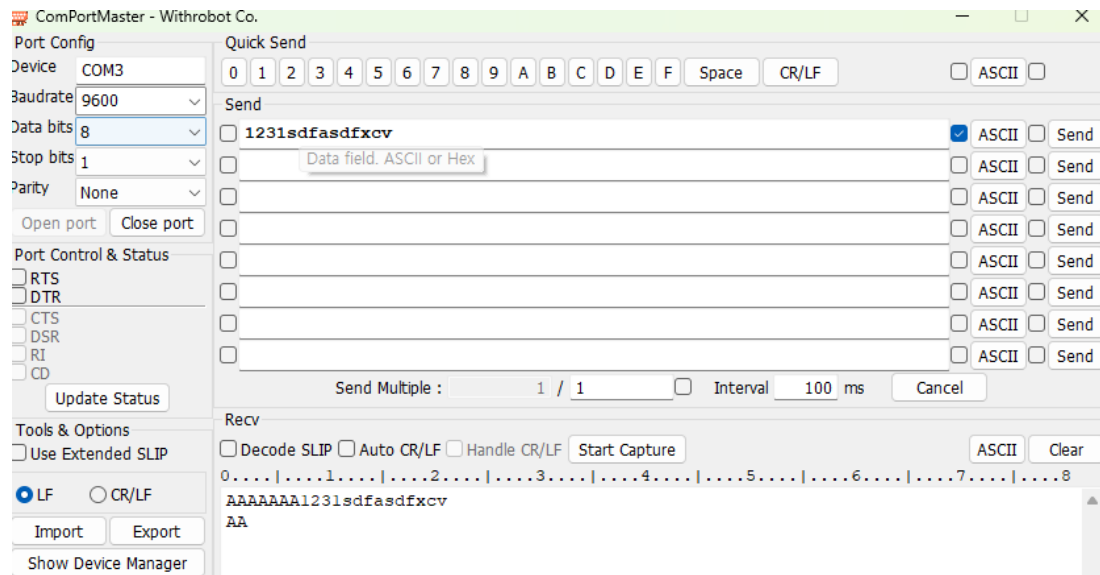 ComPortMaster - Withrobot Co.
Port Config
Device COM3
Baudrate 9600
Data bits 8
Stop bits 1
Parity None
Open port Close port
Port Control & Status
RTS
DTR
CTS
DSR
RI
CD
Update Status
Tools & Options
Use Extended SLIP
LF CR/LF
Import Export
Show Device Manager
Quick Send
0 1 2 3 4 5 6 7 8 9 A B C D E F Space CR/LF ASCII
Send
1231sdfasdfxcv ASCII Send
Data field. ASCII or Hex
ASCII Send
ASCII Send
ASCII Send
ASCII Send
ASCII Send
ASCII Send
ASCII Send
Send Multiple : 1 / 1 Interval 100 ms Cancel
Recv
Decode SLIP Auto CR/LF Handle CR/LF Start Capture ASCII Clear
0....|....1....|....2....|....3....|....4....|....5....|....6....|....7....|....8
AAAAAAA1231sdfasdfxcv
AA